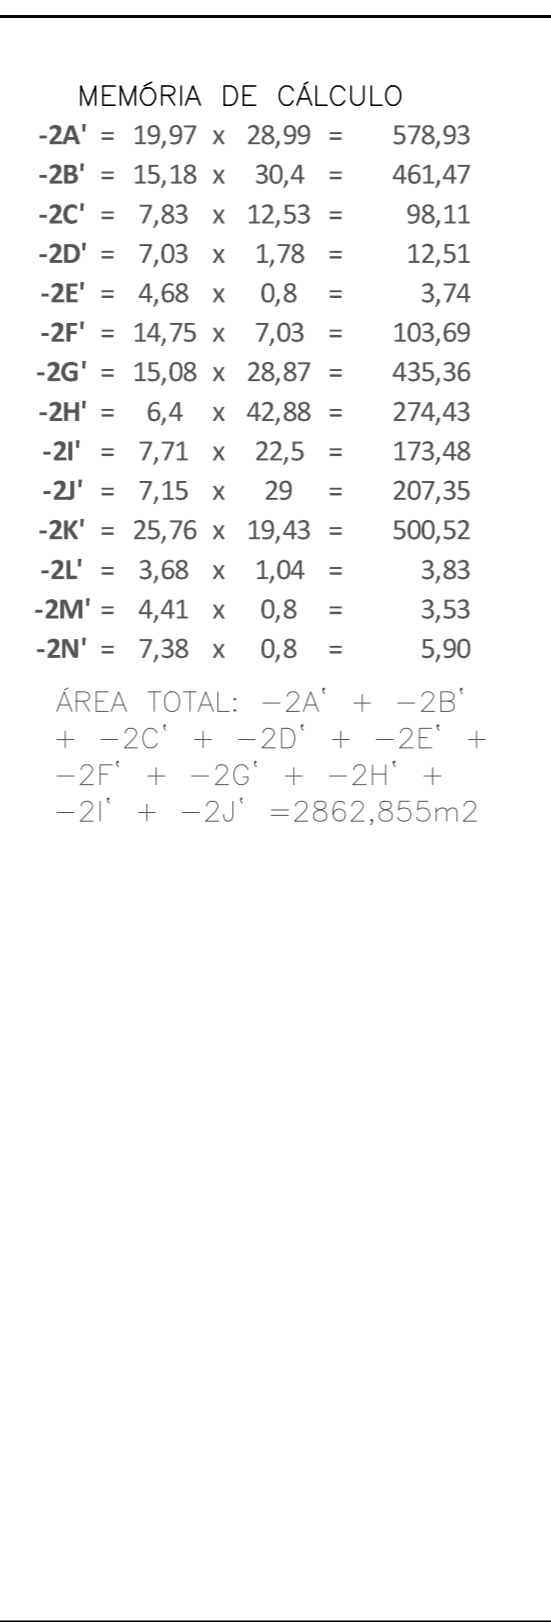 MEMÓRIA DE CÁLCULO
-2A' = 19,97 x 28,99 = 578,93
-2B' = 15,18 x 30,4 = 461,47
-2C' = 7,83 x 12,53 = 98,11
-2D' = 7,03 x 1,78 = 12,51
-2E' = 4,68 x 0,8 = 3,74
-2F' = 14,75 x 7,03 = 103,69
-2G' = 15,08 x 28,87 = 435,36
-2H' = 6,4 x 42,88 = 274,43
-2I' = 7,71 x 22,5 = 173,48
-2J' = 7,15 x 29 = 207,35
-2K' = 25,76 x 19,43 = 500,52
-2L' = 3,68 x 1,04 = 3,83
-2M' = 4,41 x 0,8 = 3,53
-2N' = 7,38 x 0,8 = 5,90
ÁREA TOTAL: −2A‛ + −2B‛
+ −2C‛ + −2D‛ + −2E‛ +
−2F‛ + −2G‛ + −2H‛ +
−2I‛ + −2J‛ =2862,855m2